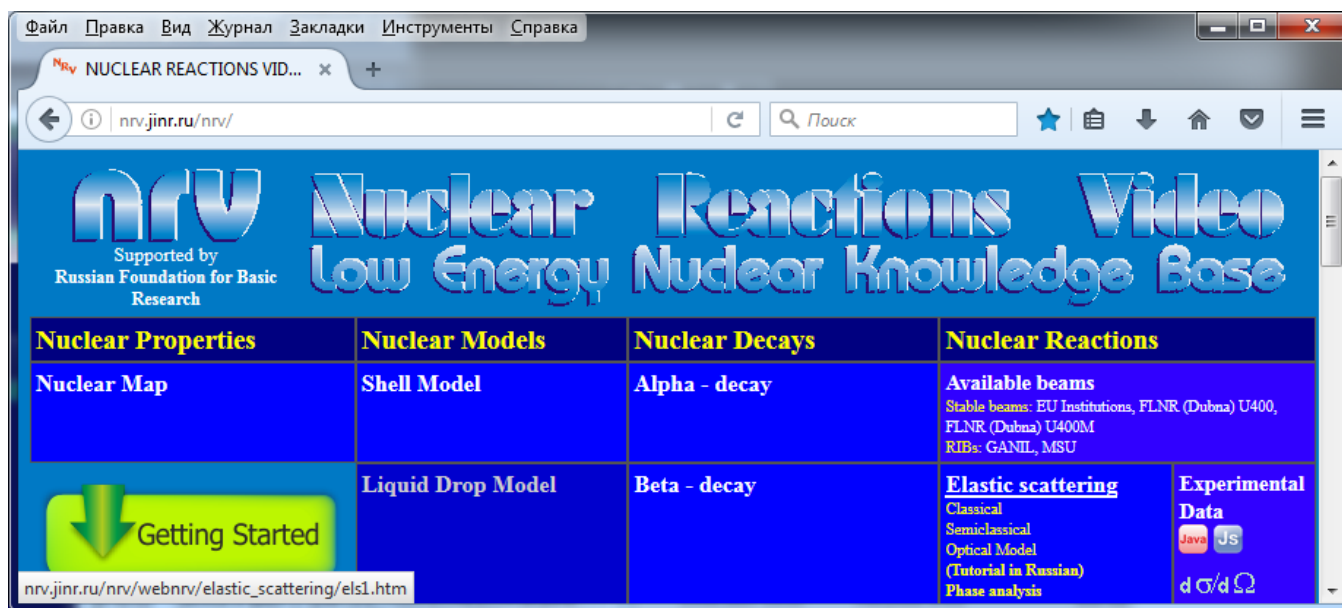 Файл Правка Вид Журнал Закладки Инструменты Справка
NRV NUCLEAR REACTIONS VID...
nrv.jinr.ru/nrv/
Поиск
nrv Nuclear Reactions Video
Low Energy Nuclear Knowledge Base
Supported by
Russian Foundation for Basic
Research
Nuclear Properties Nuclear Models Nuclear Decays Nuclear Reactions
Nuclear Map Shell Model Alpha - decay Available beams
Stable beams: EU Institutions, FLNR (Dubna) U400,
FLNR (Dubna) U400M
RIBs: GANIL, MSU
Getting Started
Liquid Drop Model Beta - decay Elastic scattering
Classical
Semiclassical
Optical Model
(Tutorial in Russian)
Phase analysis
Experimental
Data
Java Js
d σ/d Ω
nrv.jinr.ru/nrv/webnrv/elastic_scattering/els1.htm